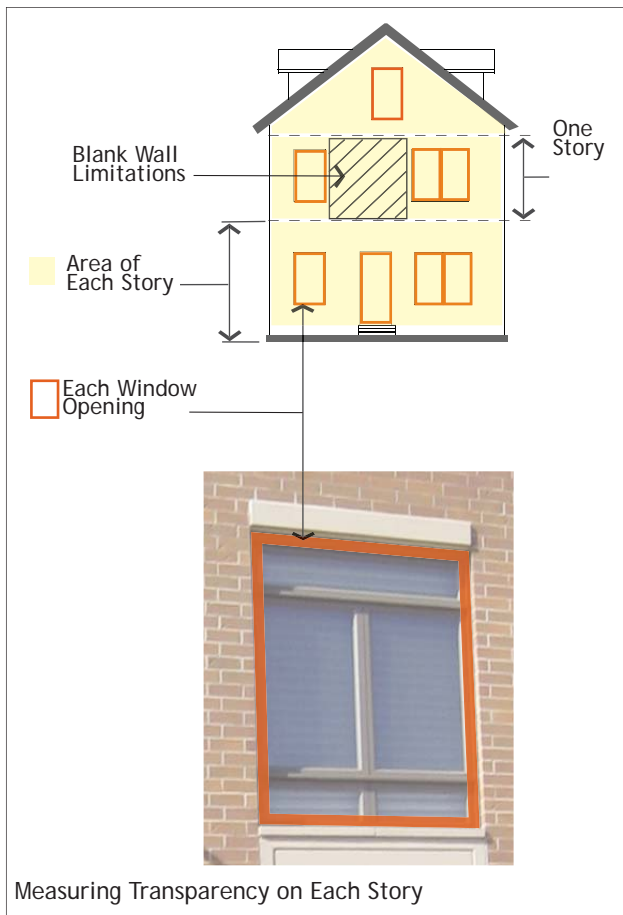 One
Story
Blank Wall
Limitations
Area of
Each Story
Each Window
Opening
Measuring Transparency on Each Story